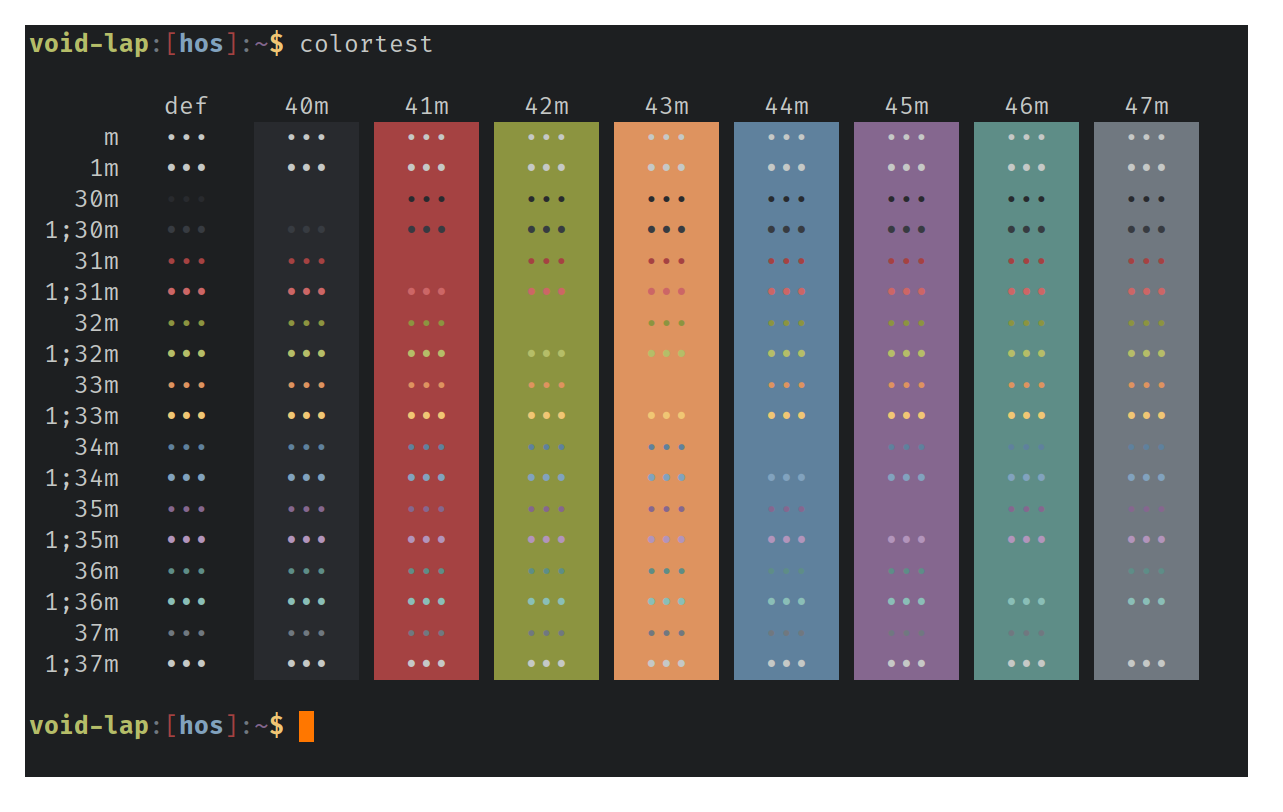 void-lap:[hos]:~$ colortest
def 40m 41m 42m 43m 44m 45m 46m 47m
m ••• ••• ••• ••• ••• ••• ••• ••• •••
1m ••• ••• ••• ••• ••• ••• ••• ••• •••
30m ••• ••• ••• ••• ••• ••• ••• •••
1;30m ••• ••• ••• ••• ••• ••• ••• ••• •••
31m ••• ••• ••• ••• ••• ••• ••• •••
1;31m ••• ••• ••• ••• ••• ••• ••• ••• •••
32m ••• ••• ••• ••• ••• ••• ••• •••
1;32m ••• ••• ••• ••• ••• ••• ••• ••• •••
33m ••• ••• ••• ••• ••• ••• ••• •••
1;33m ••• ••• ••• ••• ••• ••• ••• ••• •••
34m ••• ••• ••• ••• ••• ••• ••• •••
1;34m ••• ••• ••• ••• ••• ••• ••• ••• •••
35m ••• ••• ••• ••• ••• ••• ••• •••
1;35m ••• ••• ••• ••• ••• ••• ••• ••• •••
36m ••• ••• ••• ••• ••• ••• ••• •••
1;36m ••• ••• ••• ••• ••• ••• ••• ••• •••
37m ••• ••• ••• ••• ••• ••• ••• •••
1;37m ••• ••• ••• ••• ••• ••• ••• ••• •••
void-lap:[hos]:~$